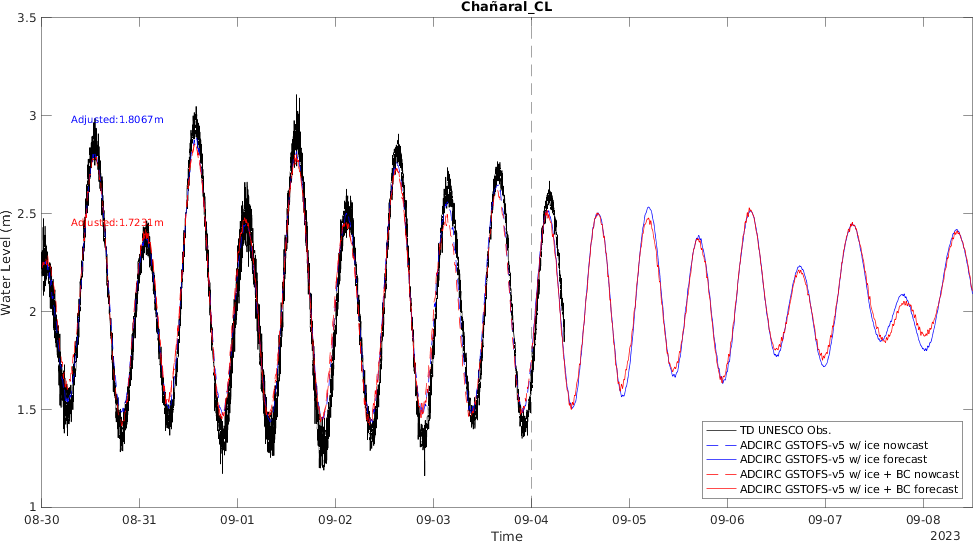 Chañaral_CL
3.5
3
2.5
2
1.5
1
Water Level (m)
Adjusted:1.8067m
Adjusted:1.7231m
TD UNESCO Obs.
ADCIRC GSTOFS-v5 w/ ice nowcast
ADCIRC GSTOFS-v5 w/ ice forecast
ADCIRC GSTOFS-v5 w/ ice + BC nowcast
ADCIRC GSTOFS-v5 w/ ice + BC forecast
08-30 08-31 09-01 09-02 09-03 09-04 09-05 09-06 09-07 09-08
Time
2023